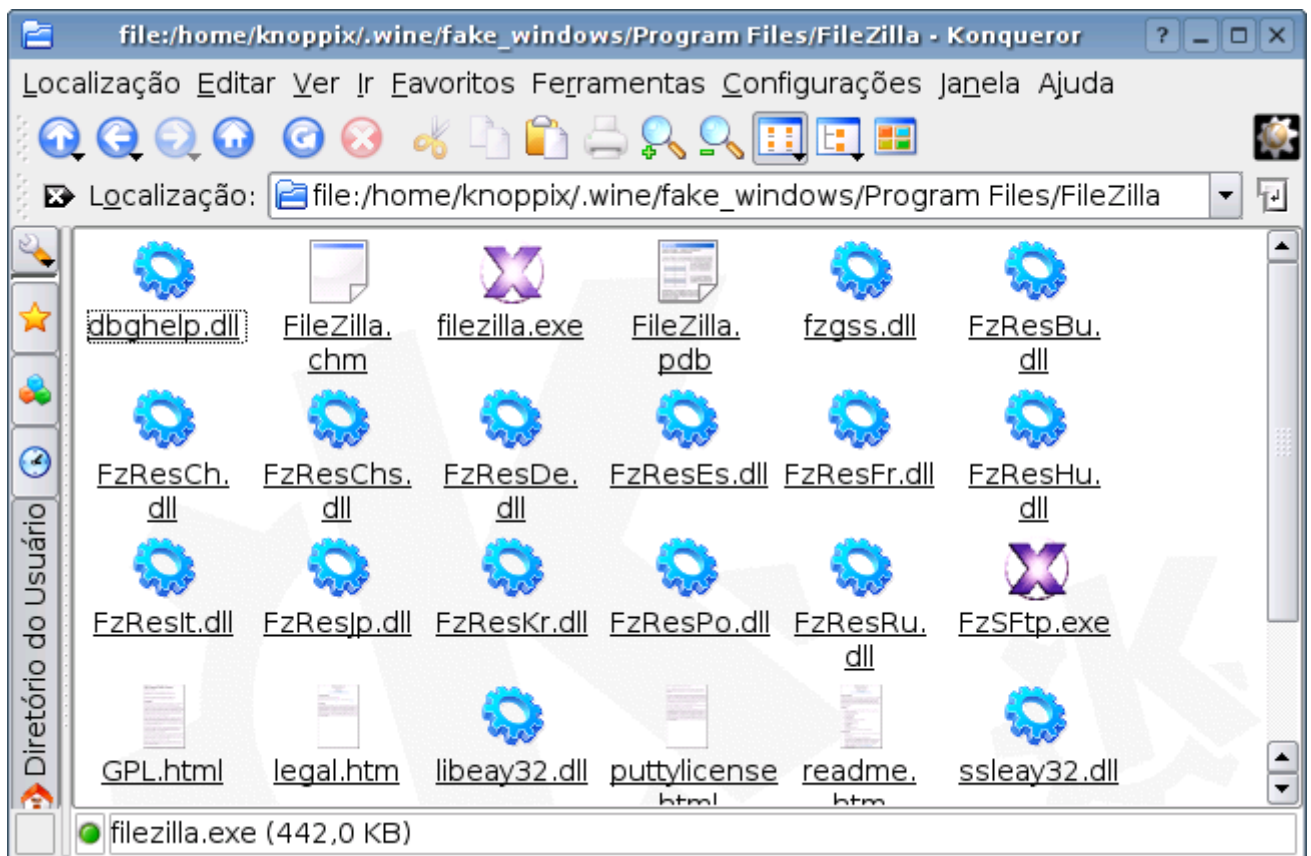 file:/home/knoppix/.wine/fake_windows/Program Files/FileZilla - Konqueror
Localização Editar Ver Ir Favoritos Ferramentas Configurações Janela Ajuda
Localização: file:/home/knoppix/.wine/fake_windows/Program Files/FileZilla
dbghelp.dll FileZilla. filezilla.exe FileZilla. fzgss.dll FzResBu.
chm pdb dll
FzResCh. FzResChs. FzResDe. FzResEs.dll FzResFr.dll FzResHu.
dll dll dll dll
FzResIt.dll FzResJp.dll FzResKr.dll FzResPo.dll FzResRu. FzSFtp.exe
dll
GPL.html legal.htm libeay32.dll puttylicense readme. ssleay32.dll
html htm
Diretório do Usuário
filezilla.exe (442,0 KB)